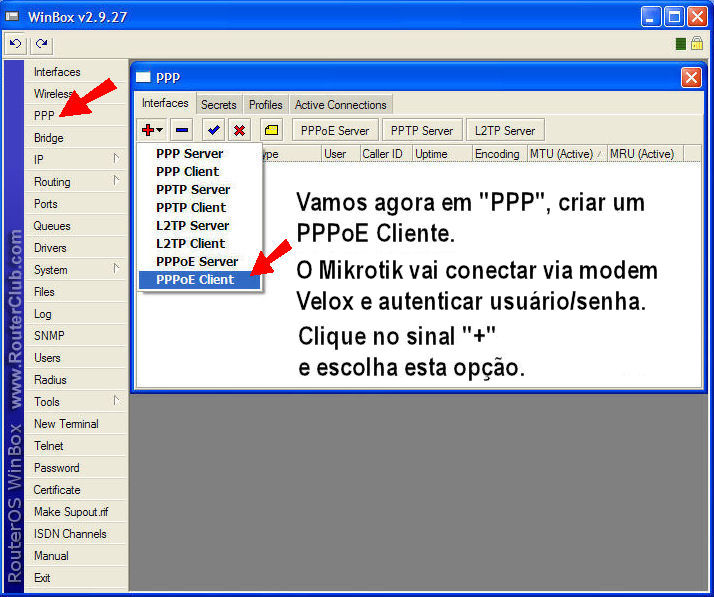 WinBox v2.9.27
Interfaces
Wireless
PPP
Bridge
IP
Routing
Ports
Queues
Drivers
System
Files
Log
SNMP
Users
Radius
Tools
New Terminal
Telnet
Password
Certificate
Make Supout.rif
ISDN Channels
Manual
Exit
RouterOS WinBox www.RouterClub.com
PPP
Interfaces Secrets Profiles Active Connections
PPPoE Server PPTP Server L2TP Server
User Caller ID Uptime Encoding MTU (Active) / MRU (Active)
PPP Server
PPP Client
PPTP Server
PPTP Client
L2TP Server
L2TP Client
PPPoE Server
PPPoE Client
Vamos agora em "PPP", criar um
PPPoE Cliente.
O Mikrotik vai conectar via modem
Velox e autenticar usuário/senha.
Clique no sinal "+"
e escolha esta opção.